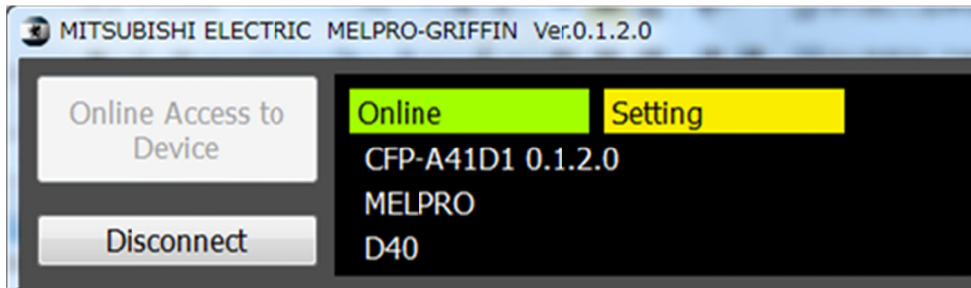 MITSUBISHI ELECTRIC MELPRO-GRIFFIN Ver.0.1.2.0
Online Access to
Device
Disconnect
Online Setting
CFP-A41D1 0.1.2.0
MELPRO
D40